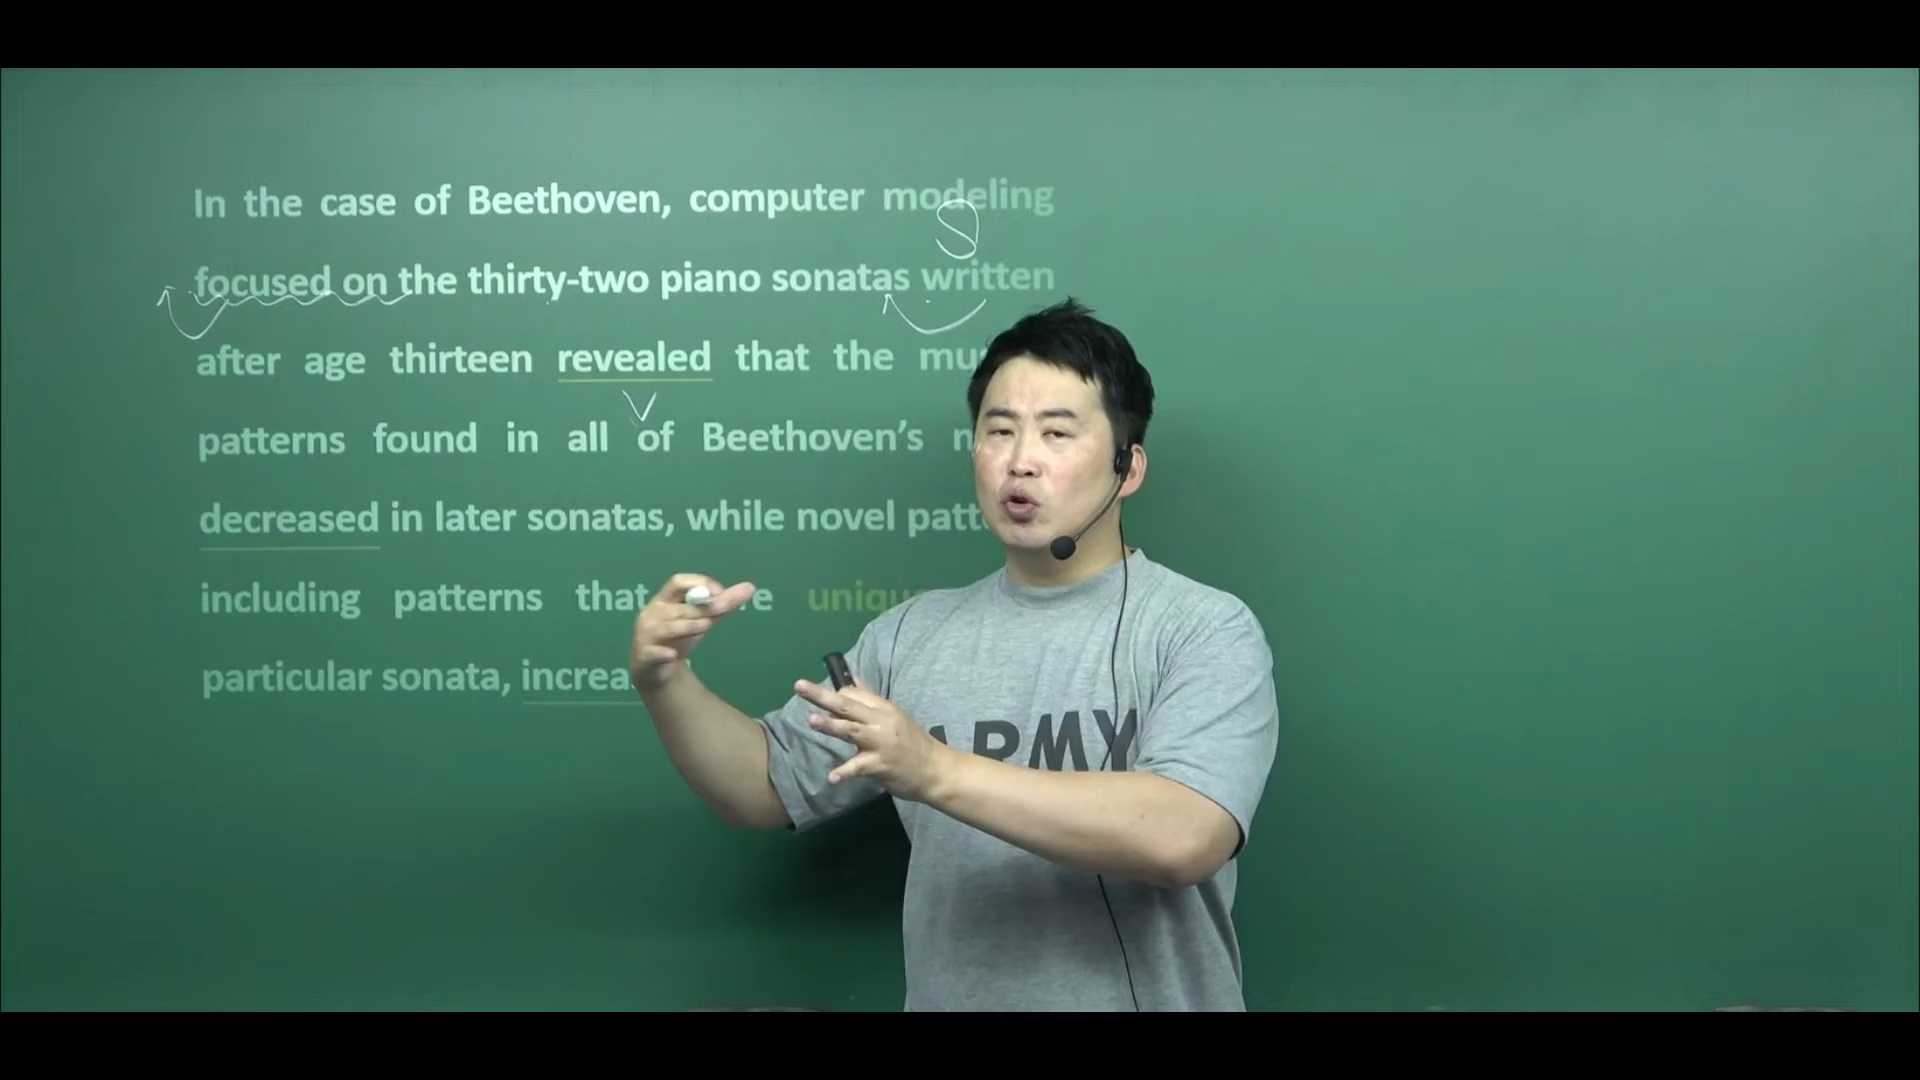 In the case of Beethoven, computer modeling
S
focused on the thirty-two piano sonatas written
after age thirteen revealed that the
V
patterns found in all of Beethoven's
decreased in later sonatas, while novel
including patterns that
particular sonata,
ARMY